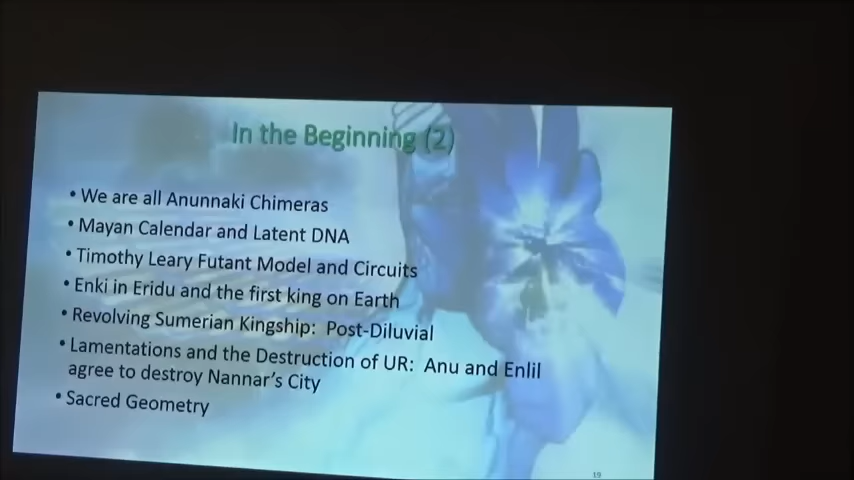 In the Beginning (2)
• We are all Anunnaki Chimeras
• Mayan Calendar and Latent DNA
• Timothy Leary Futant Model and Circuits
• Enki in Eridu and the first king on Earth
• Revolving Sumerian Kingship: Post-Diluvial
• Lamentations and the Destruction of UR: Anu and Enlil
agree to destroy Nannar's City
• Sacred Geometry
19